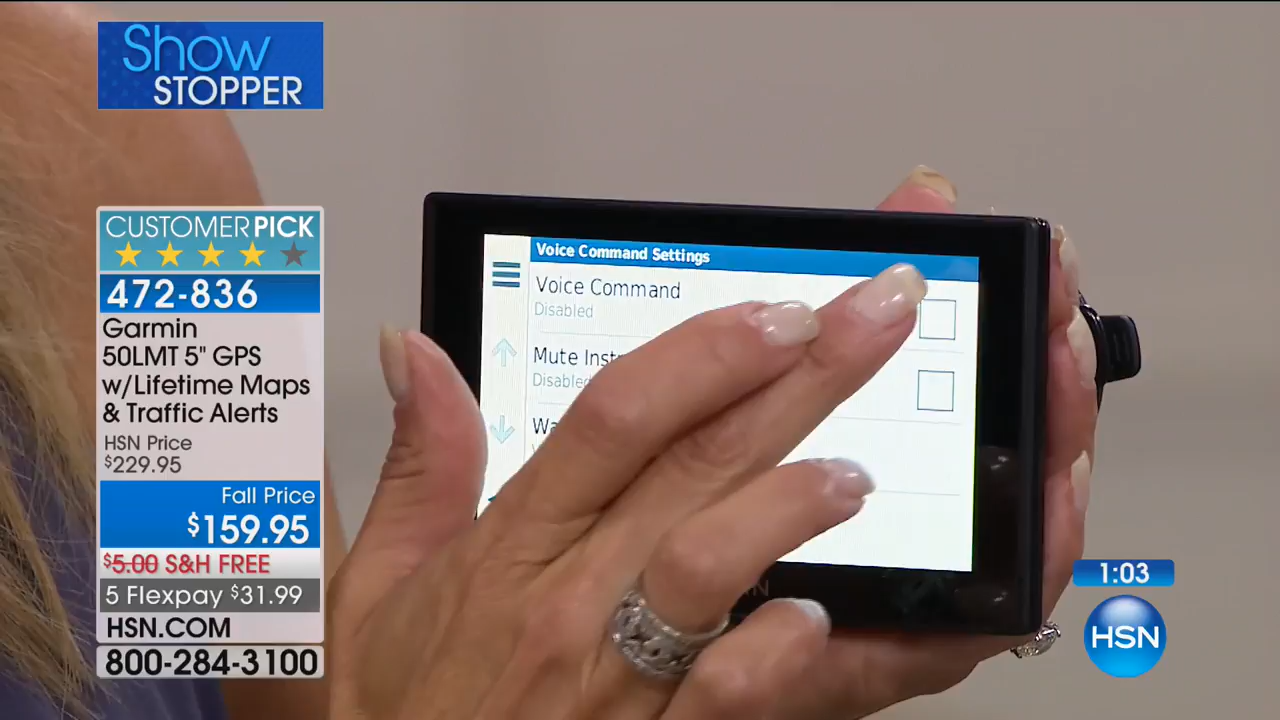 Show
STOPPER
CUSTOMER PICK
472-836
Garmin
50LMT 5" GPS
w/Lifetime Maps
& Traffic Alerts
HSN Price
$229.95
Fall Price
$159.95
$5.00 S&H FREE
5 Flexpay $31.99
HSN.COM
800-284-3100
Voice Command Settings
Voice Command
Disabled
Mute
Disabled
1:03
HSN